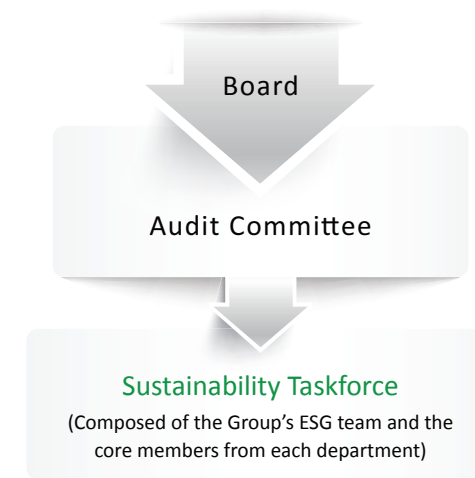 Board
Audit Committee
Sustainability Taskforce
(Composed of the Group's ESG team and the
core members from each department)